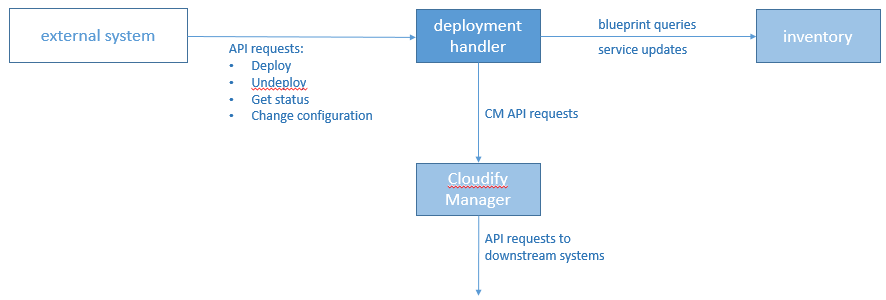 external system
API requests:
• Deploy
• Undeploy
• Get status
• Change configuration
deployment
handler
blueprint queries
service updates
inventory
CM API requests
Cloudify
Manager
API requests to
downstream systems